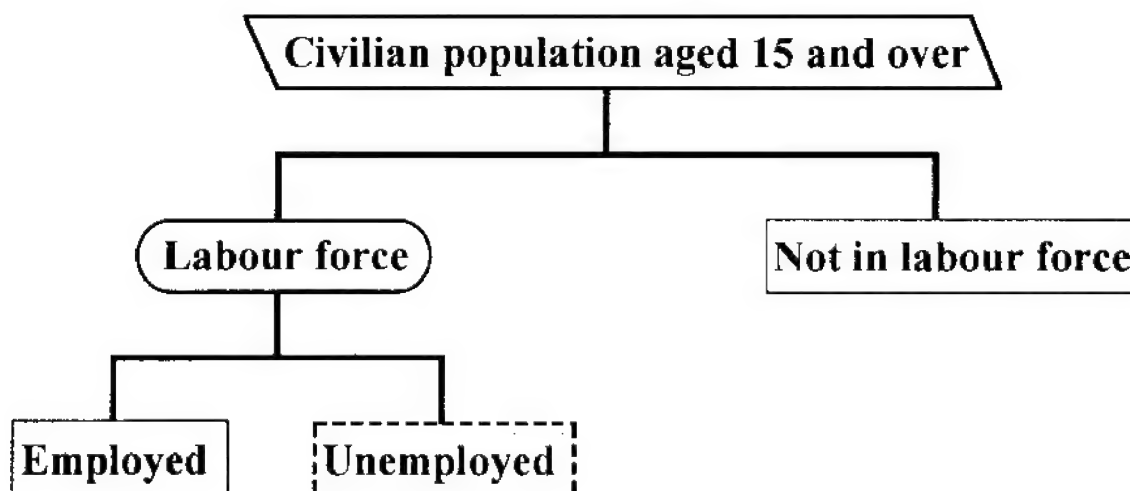 Civilian population aged 15 and over
Labour force
Not in labour force
Employed
Unemployed